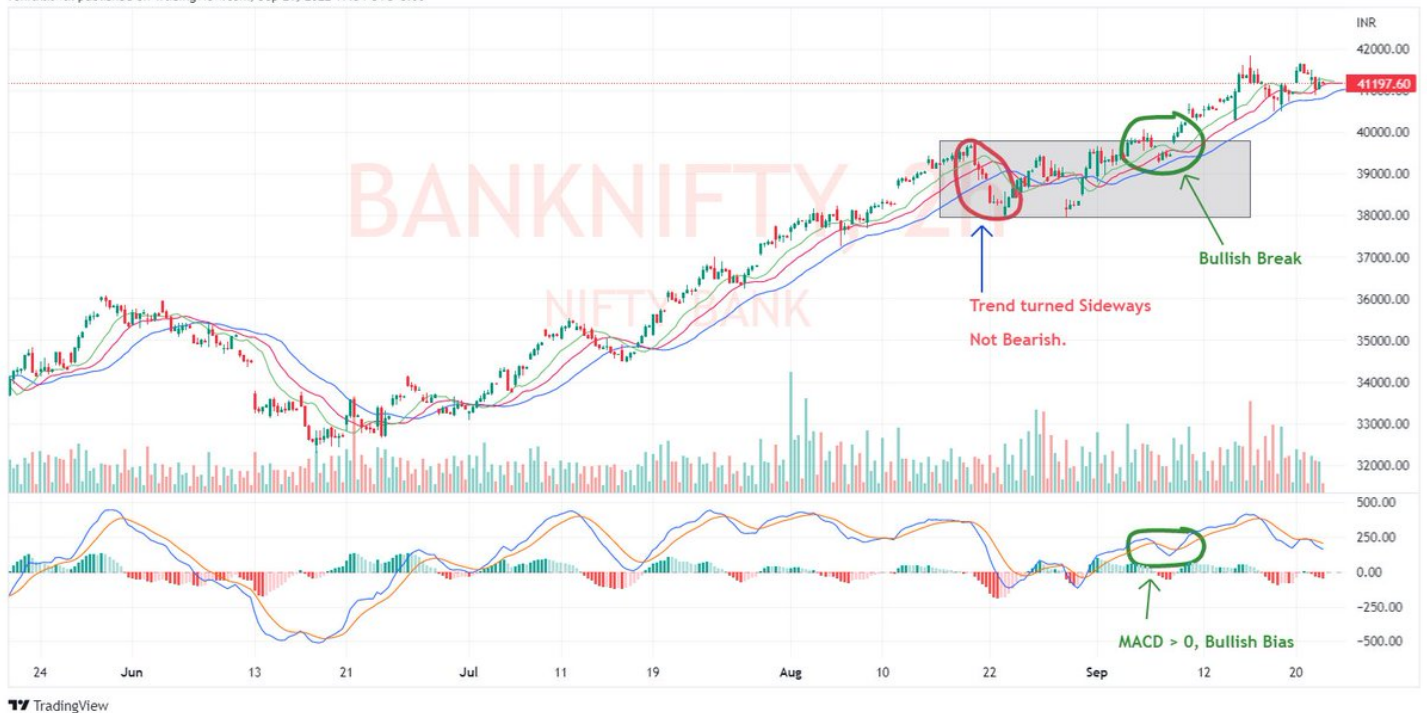 INR
42000.00
41197.60
40000.00
39000.00
38000.00
37000.00
36000.00
35000.00
34000.00
33000.00
32000.00
BANKNIFTY, 2h
NIFTY BANK
Bullish Break
Trend turned Sideways
Not Bearish.
500.00
250.00
0.00
−250.00
−500.00
MACD > 0, Bullish Bias
24 Jun 13 21 Jul 11 19 Aug 10 22 Sep 12 20
TradingView